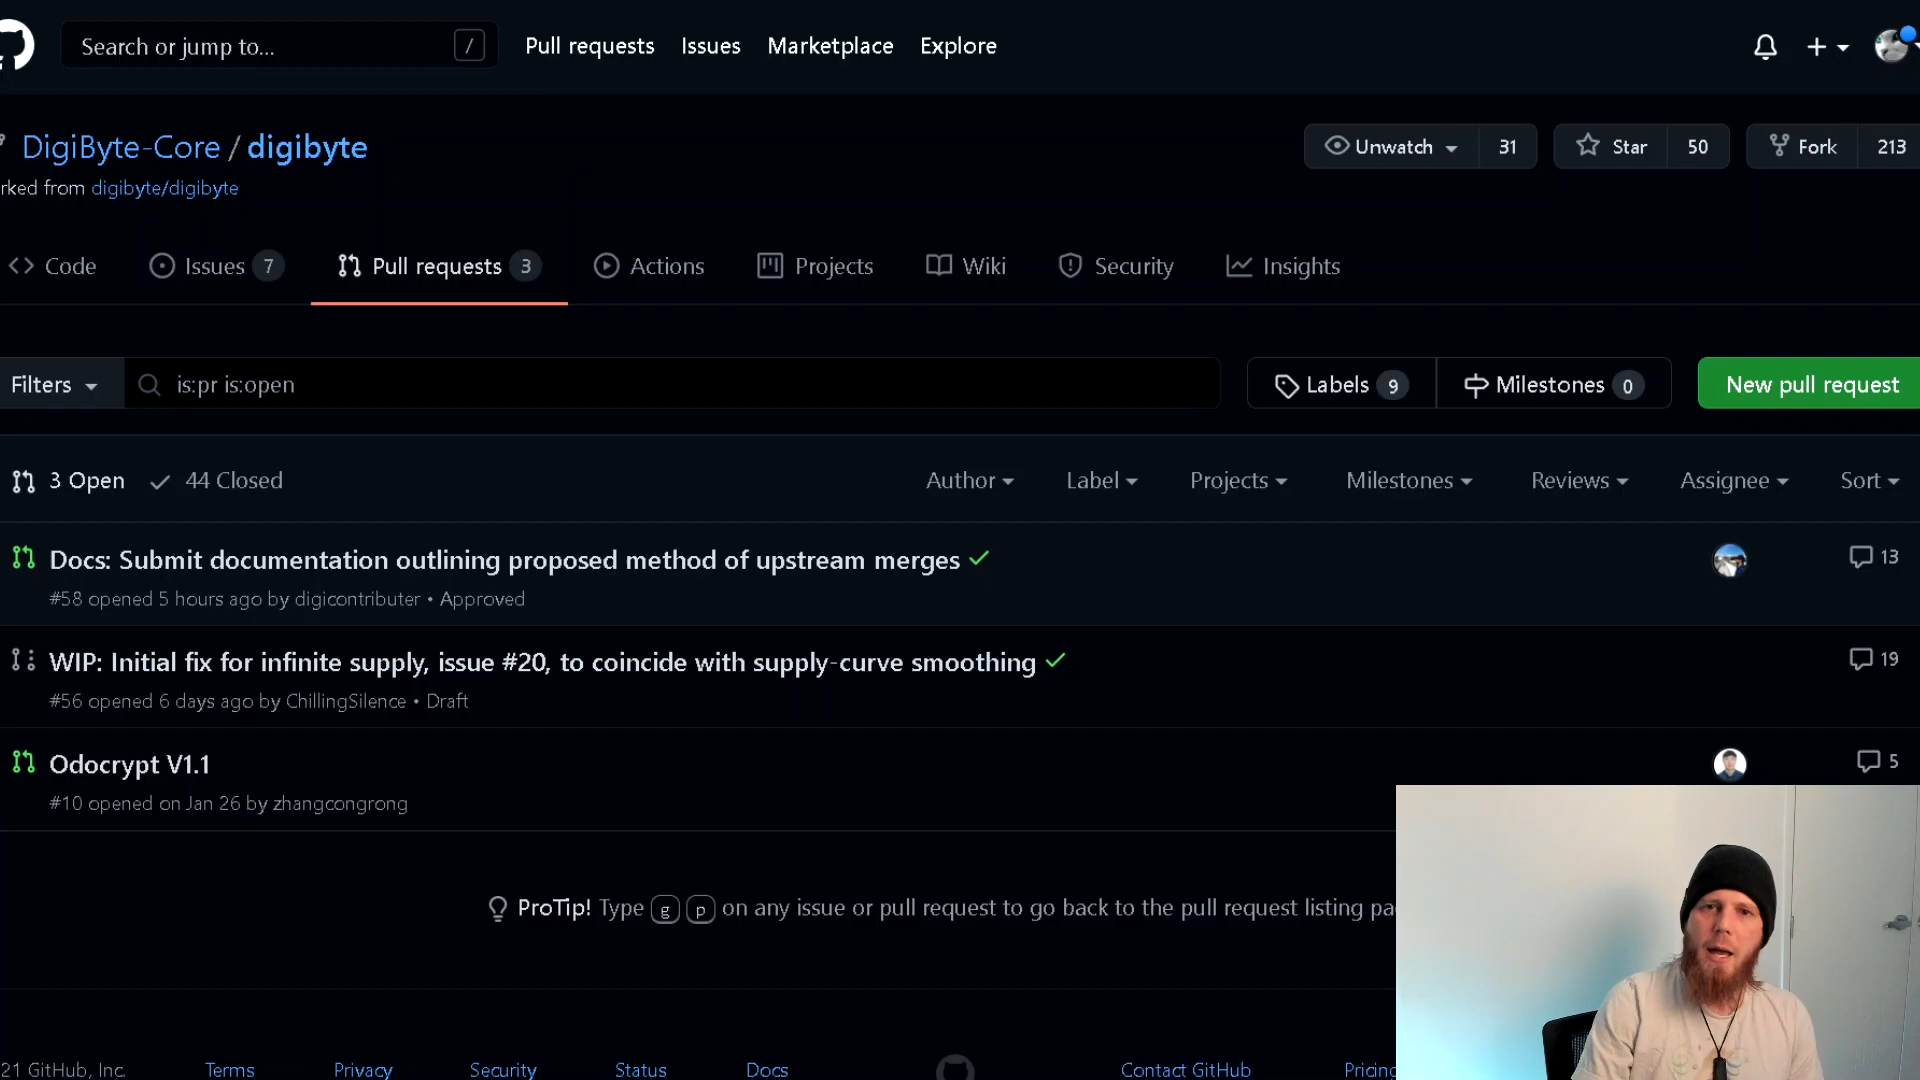 Search or jump to... / Pull requests Issues Marketplace Explore
DigiByte-Core / digibyte Unwatch 31 Star 50 Fork 213
rked from digibyte/digibyte
Code Issues 7 Pull requests 3 Actions Projects Wiki Security Insights
Filters is:pr is:open Labels 9 Milestones 0 New pull request
3 Open 44 Closed Author Label Projects Milestones Reviews Assignee Sort
Docs: Submit documentation outlining proposed method of upstream merges 13
#58 opened 5 hours ago by digicontributer • Approved
WIP: Initial fix for infinite supply, issue #20, to coincide with supply-curve smoothing 19
#56 opened 6 days ago by ChillingSilence • Draft
Odocrypt V1.1 5
#10 opened on Jan 26 by zhangcongrong
ProTip! Type g p on any issue or pull request to go back to the pull request listing pa
21 GitHub, Inc. Terms Privacy Security Status Docs Contact GitHub Pricing